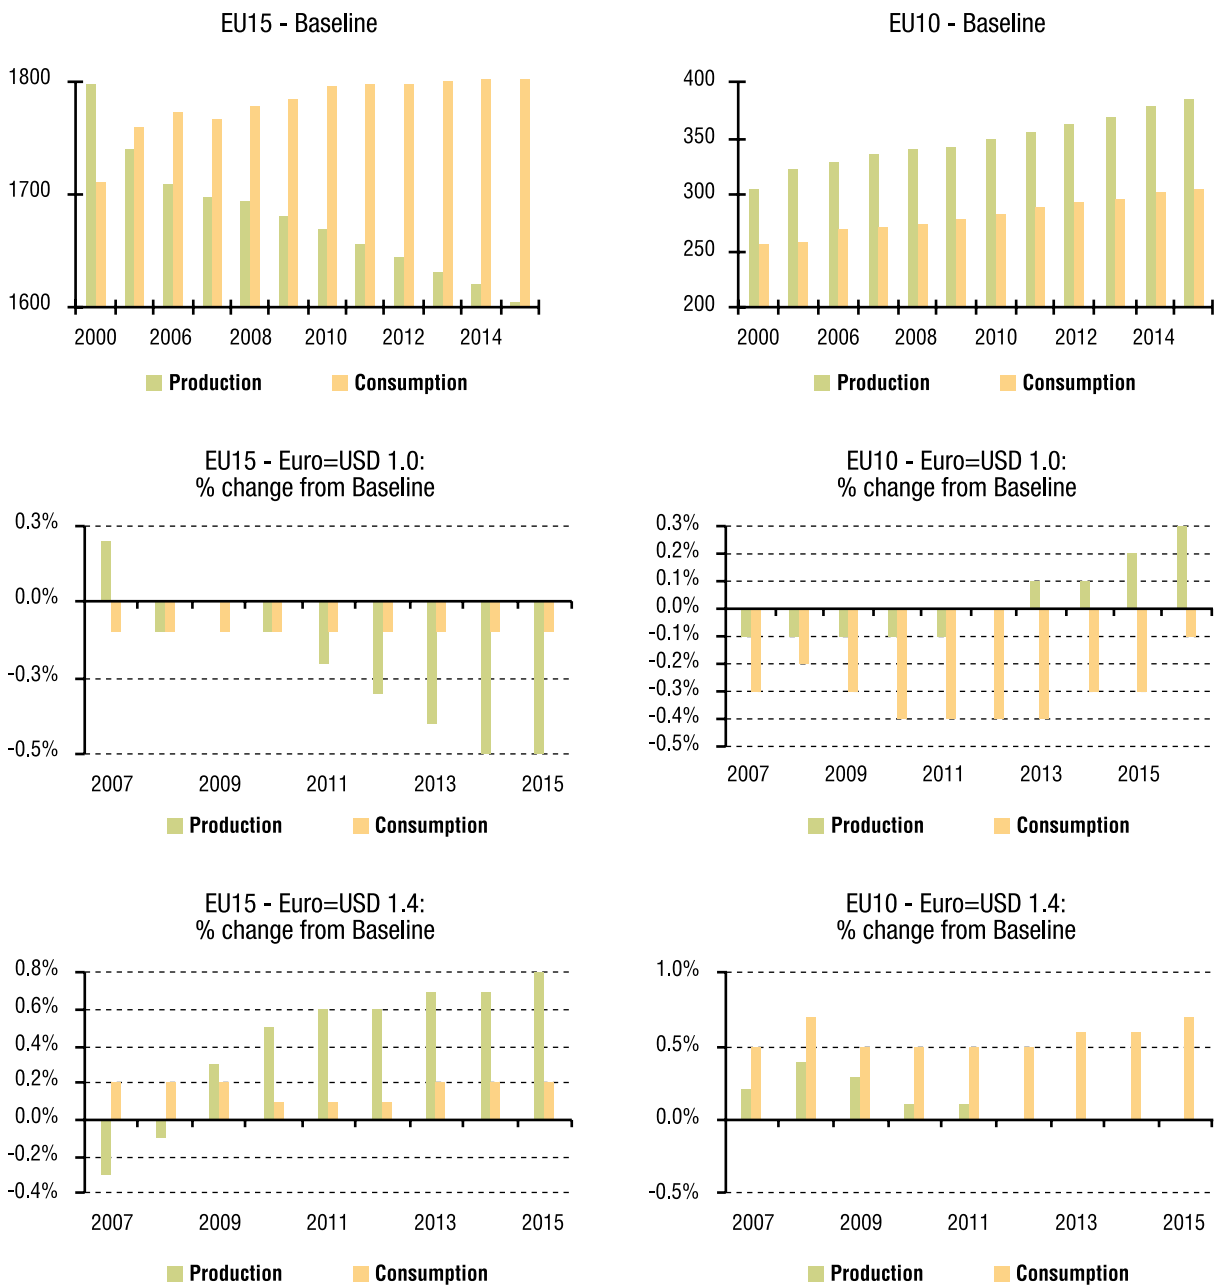 EU15 - Baseline
1800
1700
1600
2000 2006 2008 2010 2012 2014
Production Consumption
EU10 - Baseline
400
350
300
250
200
2000 2006 2008 2010 2012 2014
Production Consumption
EU15 - Euro=USD 1.0:
% change from Baseline
0.3%
0.0%
-0.3%
-0.5%
2007 2009 2011 2013 2015
Production Consumption
EU10 - Euro=USD 1.0:
% change from Baseline
0.3%
0.2%
0.1%
0.0%
-0.1%
-0.2%
-0.3%
-0.4%
-0.5%
2007 2009 2011 2013 2015
Production Consumption
EU15 - Euro=USD 1.4:
% change from Baseline
0.8%
0.6%
0.4%
0.2%
0.0%
-0.2%
-0.4%
2007 2009 2011 2013 2015
Production Consumption
EU10 - Euro=USD 1.4:
% change from Baseline
1.0%
0.5%
0.0%
-0.5%
2007 2009 2011 2013 2015
Production Consumption